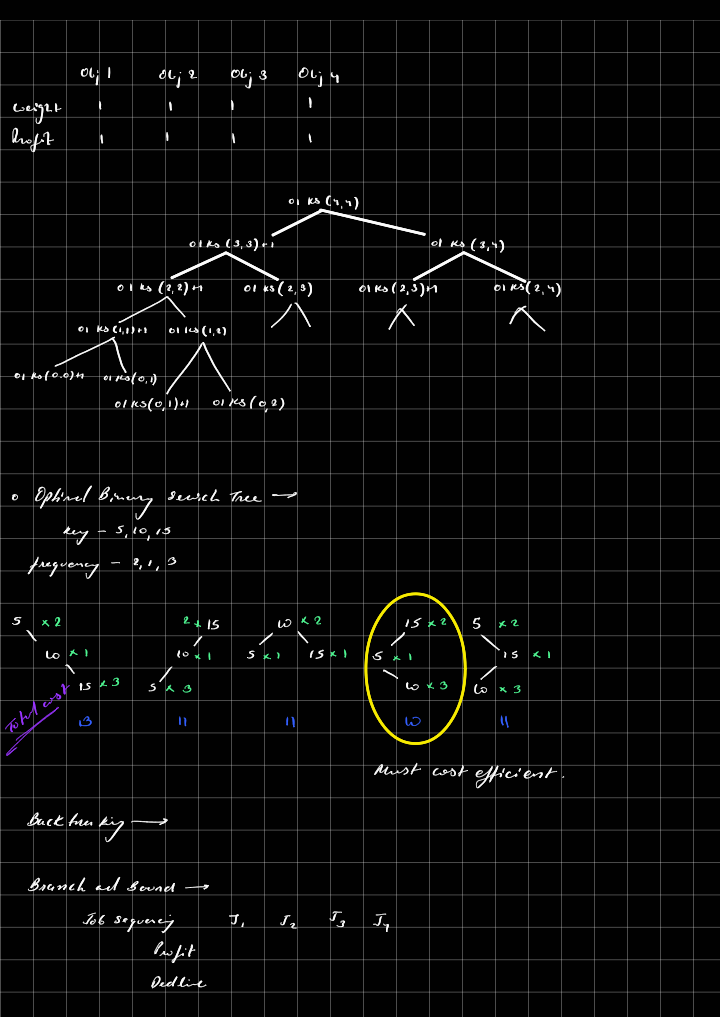 Obj 1 Obj 2 Obj 3 Obj 4
weight 1 1 1 1
Profit 1 1 1 1
01 KS (4,4)
01 KS (3,3)+1 01 KS (3,4)
01 KS (2,2)+1 01 KS (2,3) 01 KS (2,3)+1 01 KS (2,4)
01 KS (1,1)+1 01 KS (1,2)
01 KS (0,0)+1 01 KS (0,1)
01 KS (0,1)+1 01 KS (0,2)
o Optimal Binary Search Tree →
key - 5, 10, 15
frequency - 2, 1, 3
5 x 2 2 x 15 10 x 2 15 x 2 5 x 2
10 x 1 10 x 1 5 x 1 15 x 1 5 x 1 15 x 1
15 x 3 5 x 3 10 x 3 10 x 3
Total cost 13 11 11 10 11
Most cost efficient.
Backtracking →
Branch and Bound →
Job sequencing J1 J2 J3 J4
Profit
Dedline